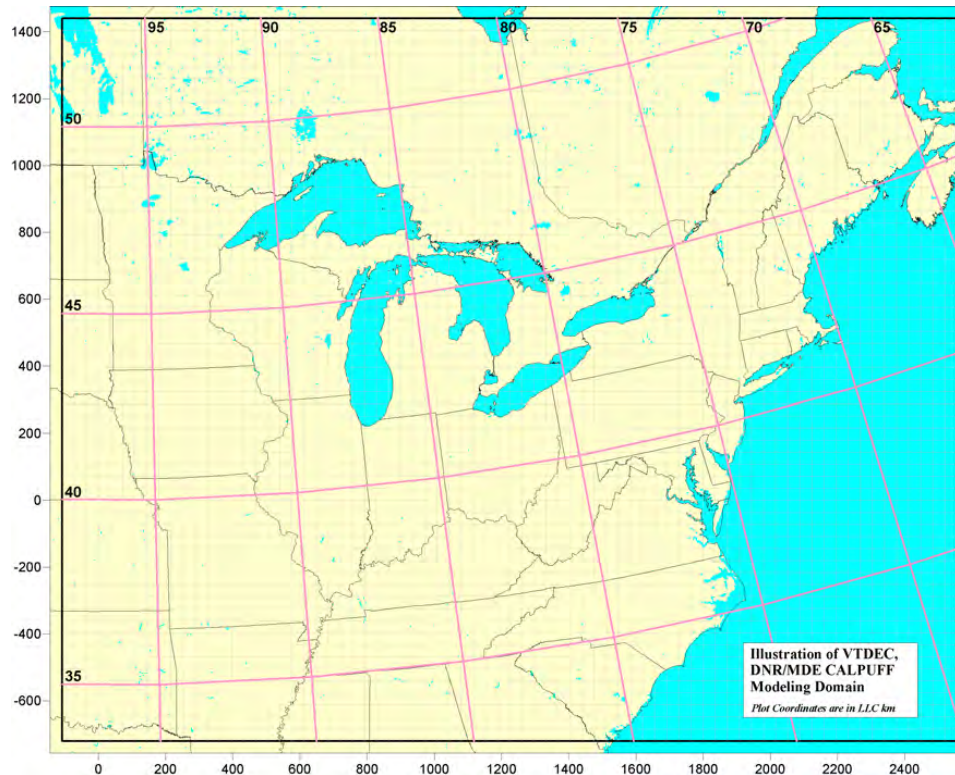 95 90 85 80 75 70 65
1400
1200
50
1000
800
600
45
400
200
40
0
-200
-400
35
-600
Illustration of VTDEC,
DNR/MDE CALPUFF
Modeling Domain
Plot Coordinates are in LLC km
0 200 400 600 800 1000 1200 1400 1600 1800 2000 2200 2400